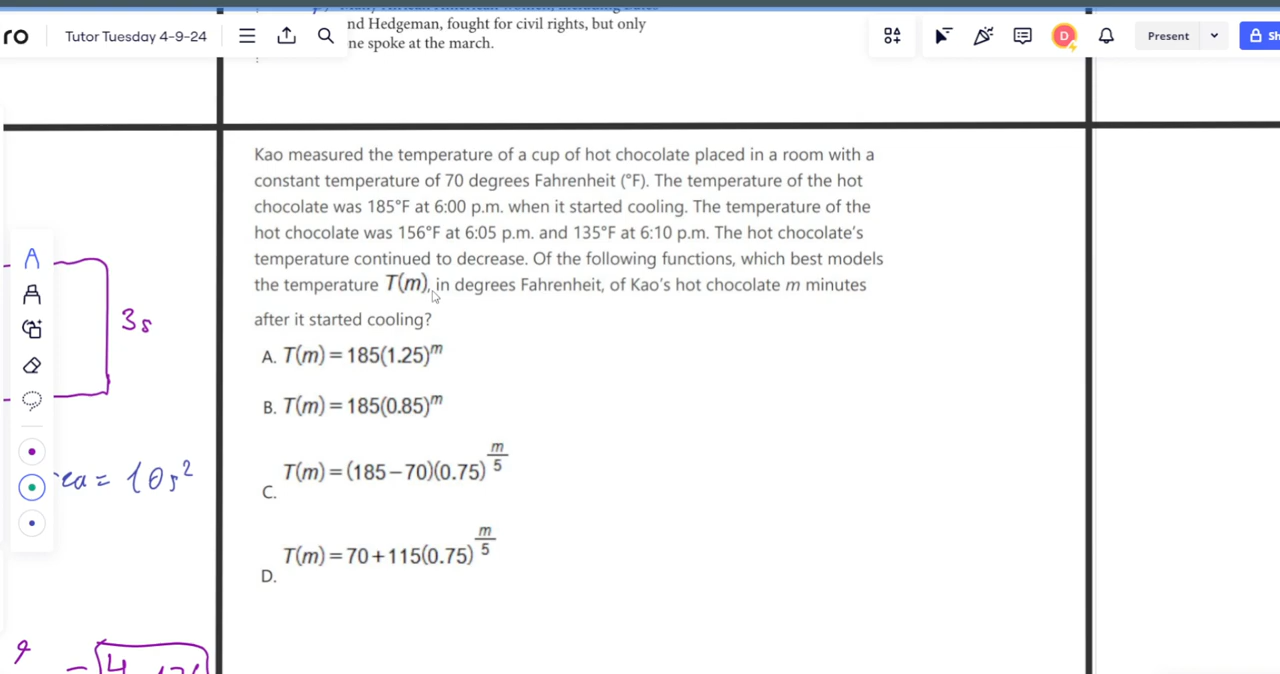 ro
Tutor Tuesday 4-9-24
nd Hedgeman, fought for civil rights, but only
ne spoke at the march.
D
Present
Sh
Kao measured the temperature of a cup of hot chocolate placed in a room with a
constant temperature of 70 degrees Fahrenheit (°F). The temperature of the hot
chocolate was 185°F at 6:00 p.m. when it started cooling. The temperature of the
hot chocolate was 156°F at 6:05 p.m. and 135°F at 6:10 p.m. The hot chocolate's
temperature continued to decrease. Of the following functions, which best models
the temperature T(m), in degrees Fahrenheit, of Kao's hot chocolate m minutes
after it started cooling?
A. T(m) = 185(1.25)^m
B. T(m) = 185(0.85)^m
C. T(m) = (185 − 70)(0.75)^(m/5)
D. T(m) = 70 + 115(0.75)^(m/5)
3s
ea = 10s²